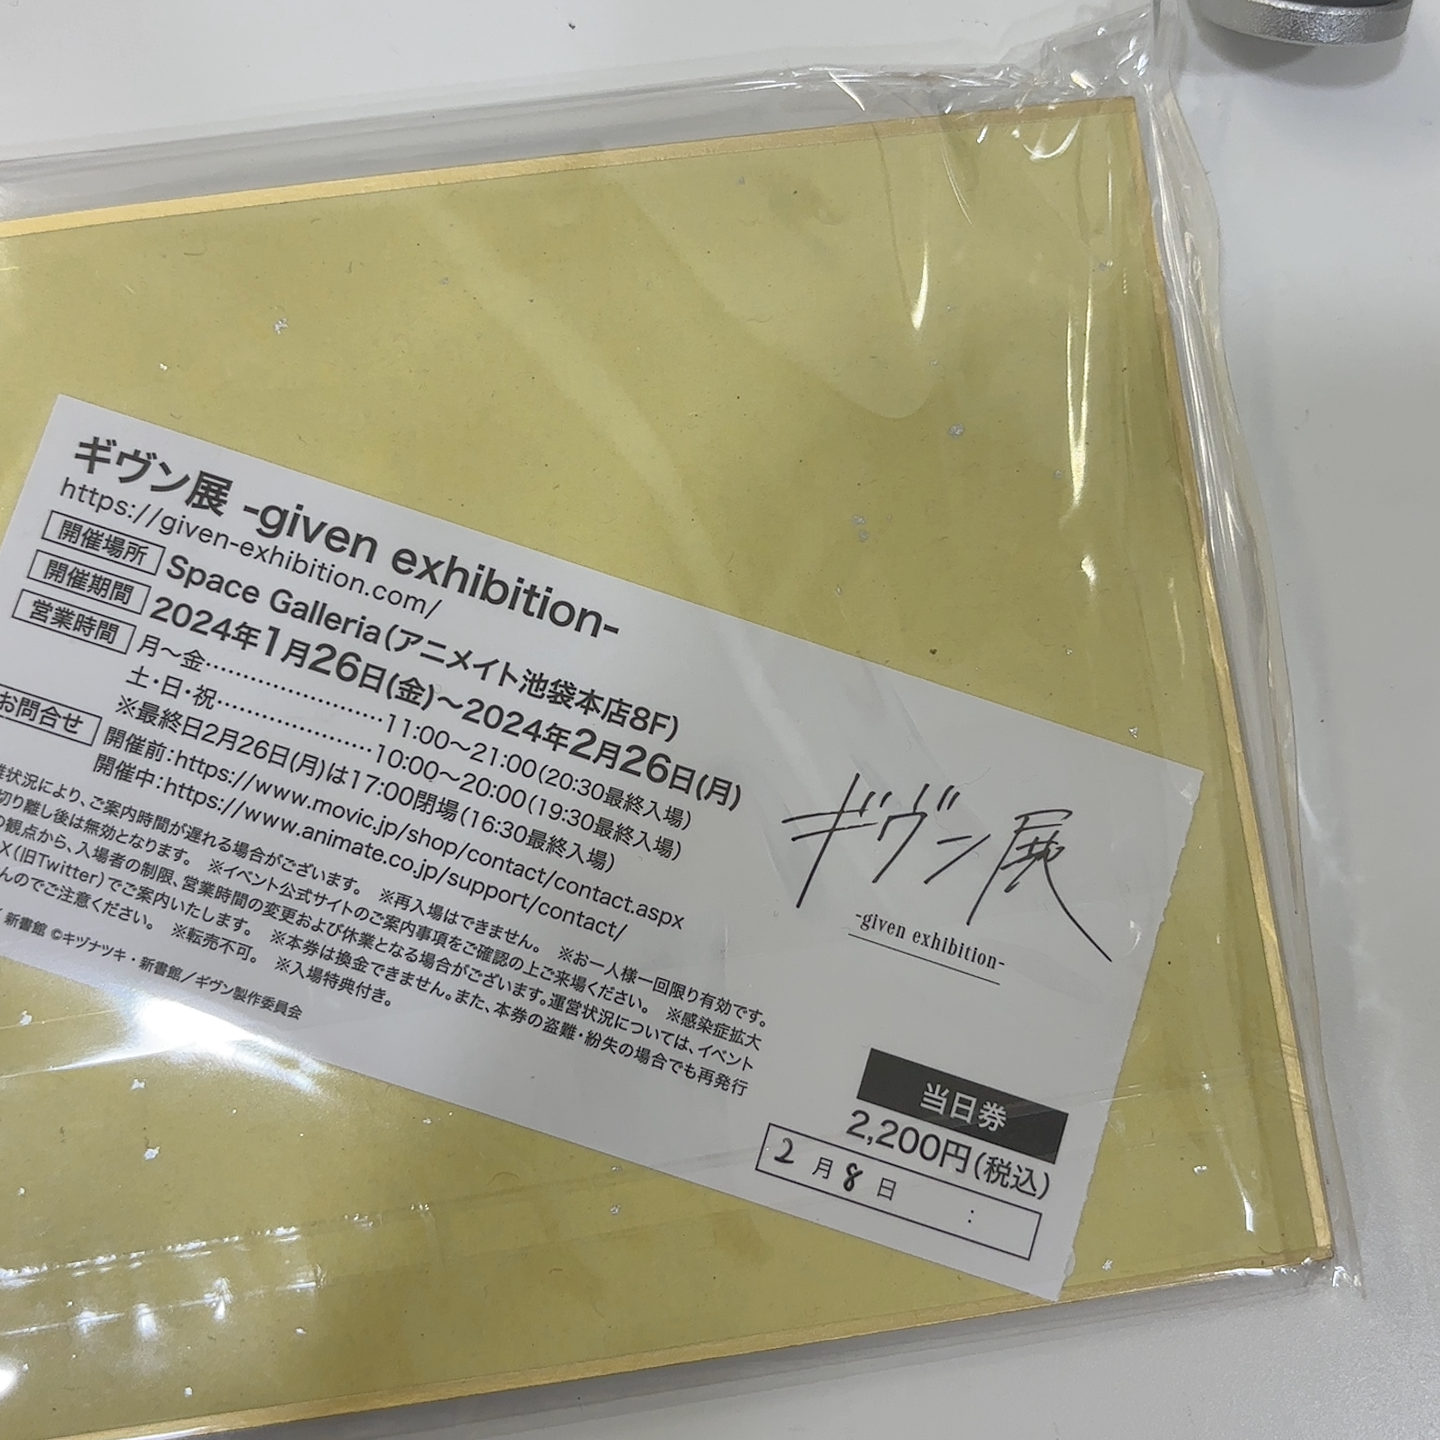 ギヴン展 -given exhibition-
https://given-exhibition.com/
開催場所 Space Galleria(アニメイト池袋本店8F)
開催期間 2024年1月26日(金)~2024年2月26日(月)
営業時間 月~金……………………11:00~21:00(20:30最終入場)
土・日・祝……………………10:00~20:00(19:30最終入場)
※最終日2月26日(月)は17:00閉場(16:30最終入場)
お問合せ 開催前:https://www.movic.jp/shop/contact/contact.aspx
開催中:https://www.animate.co.jp/support/contact/
状況により、ご案内時間が遅れる場合がございます。 ※再入場はできません。 ※お一人様一回限り有効です。
切り離し後は無効となります。 ※イベント公式サイトのご案内事項をご確認の上ご来場ください。 ※感染症拡大
の観点から、入場者の制限、営業時間の変更および休業となる場合がございます。運営状況については、イベント
X(旧Twitter)でご案内いたします。 ※本券は換金できません。また、本券の盗難・紛失の場合でも再発行
んのでご注意ください。 ※転売不可。 ※入場特典付き。
新書館 ©キヅナツキ・新書館/ギヴン製作委員会
ギヴン展
-given exhibition-
当日券
2,200円(税込)
2月8日 :